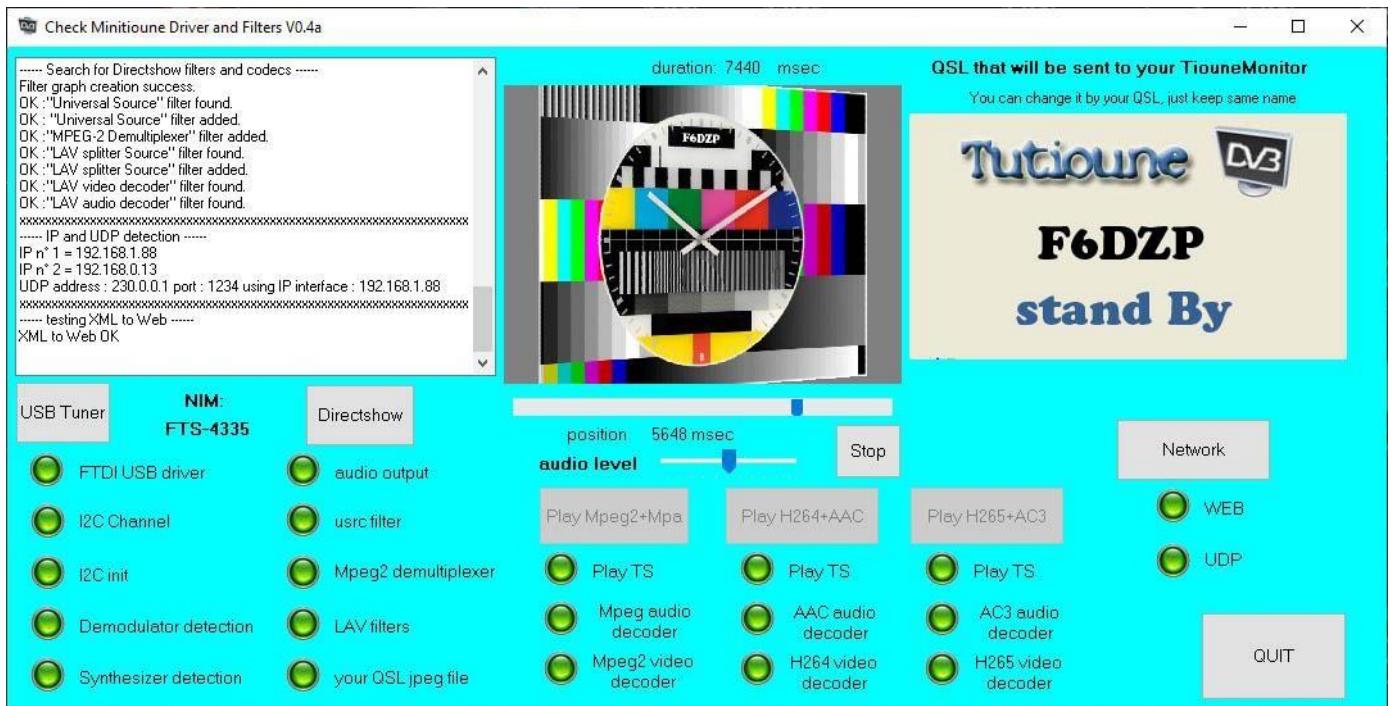 Check Minitioune Driver and Filters V0.4a
------ Search for Directshow filters and codecs ------
Filter graph creation success.
OK :"Universal Source" filter found.
OK : "Universal Source" filter added.
OK :"MPEG-2 Demultiplexer" filter added.
OK :"LAV splitter Source" filter found.
OK :"LAV splitter Source" filter added.
OK :"LAV video decoder" filter found.
OK :"LAV audio decoder" filter found.
xxxxxxxxxxxxxxxxxxxxxxxxxxxxxxxxxxxxxxxxxxxxxxxxxxxxxxxxxxxxxxxx
------ IP and UDP detection ------
IP n° 1 = 192.168.1.88
IP n° 2 = 192.168.0.13
UDP address : 230.0.0.1 port : 1234 using IP interface : 192.168.1.88
xxxxxxxxxxxxxxxxxxxxxxxxxxxxxxxxxxxxxxxxxxxxxxxxxxxxxxxxxxxxxxxx
------ testing XML to Web ------
XML to Web OK
duration: 7440 msec
F6DZP
QSL that will be sent to your TiouneMonitor
You can change it by your QSL, just keep same name
Tutioune DVB
F6DZP
stand By
USB Tuner
NIM:
FTS-4335
Directshow
position 5648 msec
audio level
Stop
Network
FTDI USB driver
I2C Channel
I2C init
Demodulator detection
Synthesizer detection
audio output
usrc filter
Mpeg2 demultiplexer
LAV filters
your QSL jpeg file
Play Mpeg2+Mpa
Play TS
Mpeg audio
decoder
Mpeg2 video
decoder
Play H264+AAC
Play TS
AAC audio
decoder
H264 video
decoder
Play H265+AC3
Play TS
AC3 audio
decoder
H265 video
decoder
WEB
UDP
QUIT